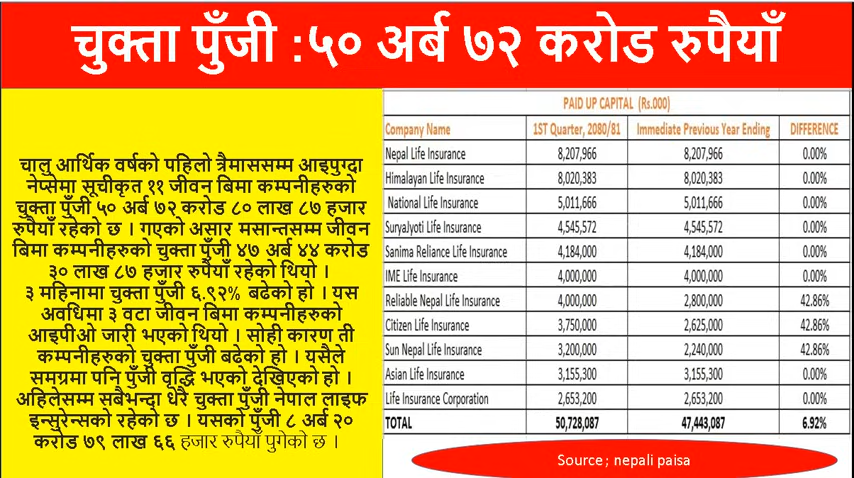 चुक्ता पुँजी :५० अर्ब ७२ करोड रुपैयाँ
चालु आर्थिक वर्षको पहिलो त्रैमाससम्म आइपुग्दा
नेप्सेमा सूचीकृत ११ जीवन बिमा कम्पनीहरुको
चुक्ता पुँजी ५० अर्ब ७२ करोड ८० लाख ८७ हजार
रुपैयाँ रहेको छ । गएको असार मसान्तसम्म जीवन
बिमा कम्पनीहरुको चुक्ता पुँजी ४७ अर्ब ४४ करोड
३० लाख ८७ हजार रुपैयाँ रहेको थियो ।
३ महिनामा चुक्ता पुँजी ६.९२% बढेको हो । यस
अवधिमा ३ वटा जीवन बिमा कम्पनीहरुको
आइपीओ जारी भएको थियो । सोही कारण ती
कम्पनीहरुको चुक्ता पुँजी बढेको हो । यसैले
समग्रमा पनि पुँजी वृद्धि भएको देखिएको हो ।
अहिलेसम्म सबैभन्दा धेरै चुक्ता पुँजी नेपाल लाइफ
इन्सुरेन्सको रहेको छ । यसको पुँजी ८ अर्ब २०
करोड ७९ लाख ६६ हजार रुपैयाँ पुगेको छ ।
PAID UP CAPITAL (Rs.000)
Company Name 1ST Quarter, 2080/81 Immediate Previous Year Ending DIFFERENCE
Nepal Life Insurance 8,207,966 8,207,966 0.00%
Himalayan Life Insurance 8,020,383 8,020,383 0.00%
National Life Insurance 5,011,666 5,011,666 0.00%
SuryaJyoti Life Insurance 4,545,572 4,545,572 0.00%
Sanima Reliance Life Insurance 4,184,000 4,184,000 0.00%
IME Life Insurance 4,000,000 4,000,000 0.00%
Reliable Nepal Life Insurance 4,000,000 2,800,000 42.86%
Citizen Life Insurance 3,750,000 2,625,000 42.86%
Sun Nepal Life Insurance 3,200,000 2,240,000 42.86%
Asian Life Insurance 3,155,300 3,155,300 0.00%
Life Insurance Corporation 2,653,200 2,653,200 0.00%
TOTAL 50,728,087 47,443,087 6.92%
Source ; nepali paisa